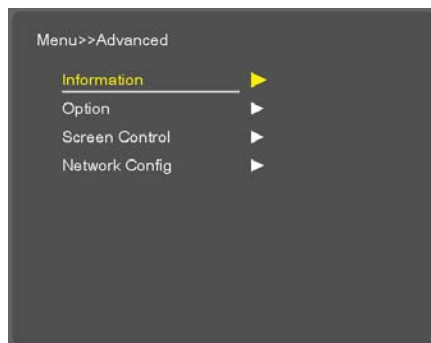 Menu>>Advanced
Information
Option
Screen Control
Network Config